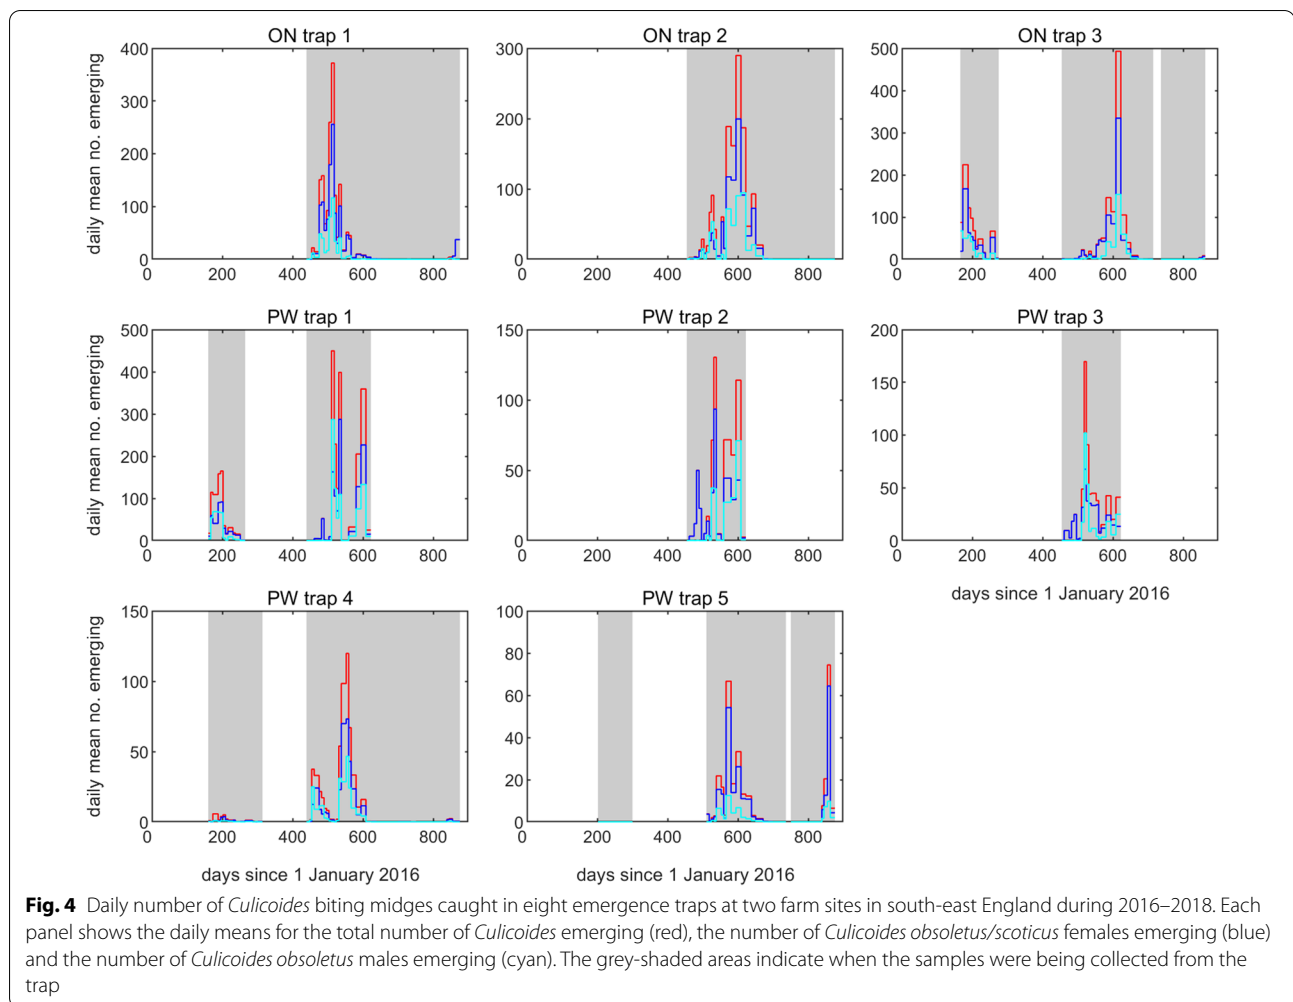 ON trap 1
ON trap 2
ON trap 3
daily mean no. emerging
400
300
200
100
0
0 200 400 600 800
300
200
100
0
0 200 400 600 800
500
400
300
200
100
0
0 200 400 600 800
PW trap 1
PW trap 2
PW trap 3
daily mean no. emerging
500
400
300
200
100
0
0 200 400 600 800
150
100
50
0
0 200 400 600 800
200
150
100
50
0
0 200 400 600 800
days since 1 January 2016
PW trap 4
PW trap 5
daily mean no. emerging
150
100
50
0
0 200 400 600 800
days since 1 January 2016
100
80
60
40
20
0
0 200 400 600 800
days since 1 January 2016
Fig. 4 Daily number of Culicoides biting midges caught in eight emergence traps at two farm sites in south-east England during 2016–2018. Each
panel shows the daily means for the total number of Culicoides emerging (red), the number of Culicoides obsoletus/scoticus females emerging (blue)
and the number of Culicoides obsoletus males emerging (cyan). The grey-shaded areas indicate when the samples were being collected from the
trap